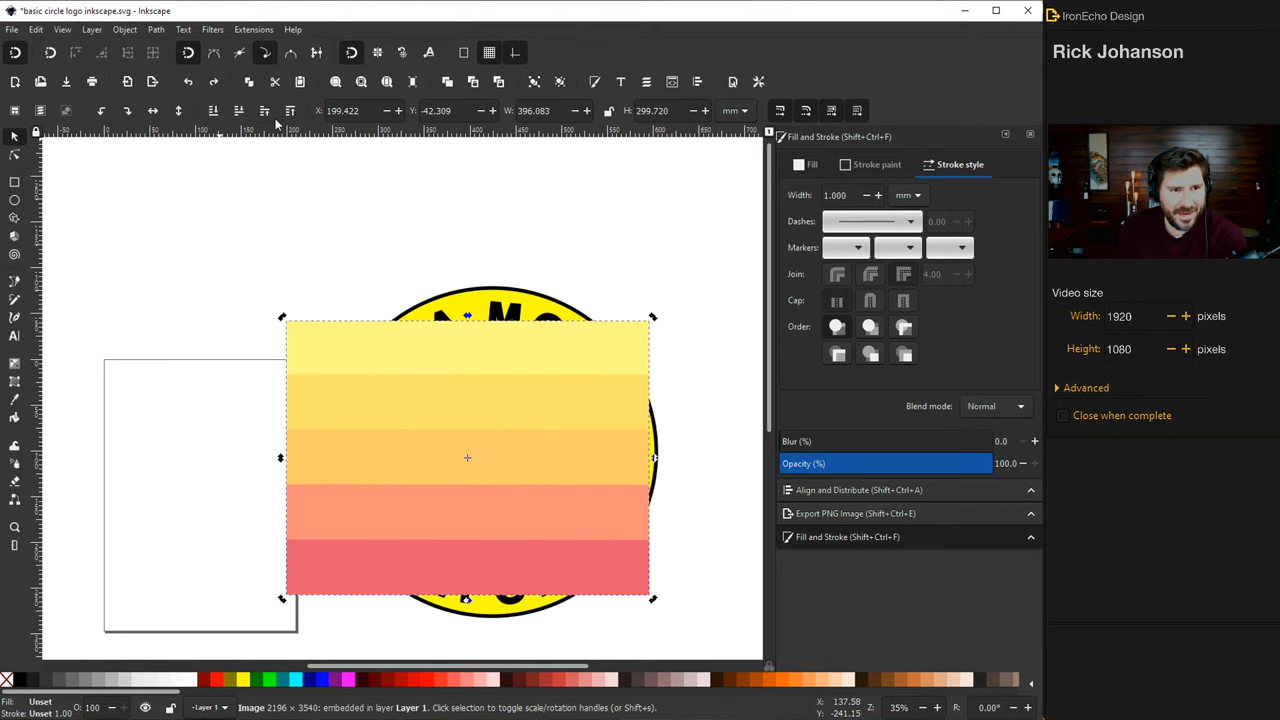 *basic circle logo inkscape.svg - Inkscape
File Edit View Layer Object Path Text Filters Extensions Help
X: 199.422 Y: -42.309 W: 396.083 H: 299.720 mm
Fill and Stroke (Shift+Ctrl+F)
Fill Stroke paint Stroke style
Width: 1.000 mm
Dashes: 0.00
Markers:
Join: 4.00
Cap:
Order:
Blend mode: Normal
Blur (%) 0.0
Opacity (%) 100.0
Align and Distribute (Shift+Ctrl+A)
Export PNG Image (Shift+Ctrl+E)
Fill and Stroke (Shift+Ctrl+F)
Fill: Unset
Stroke: Unset 1.00
O: 100
Layer 1
Image 2196 × 3540: embedded in layer Layer 1. Click selection to toggle scale/rotation handles (or Shift+s).
X: 137.58
Y: -241.15
Z: 35%
R: 0.00°
IronEcho Design
Rick Johanson
Video size
Width: 1920 pixels
Height: 1080 pixels
Advanced
Close when complete